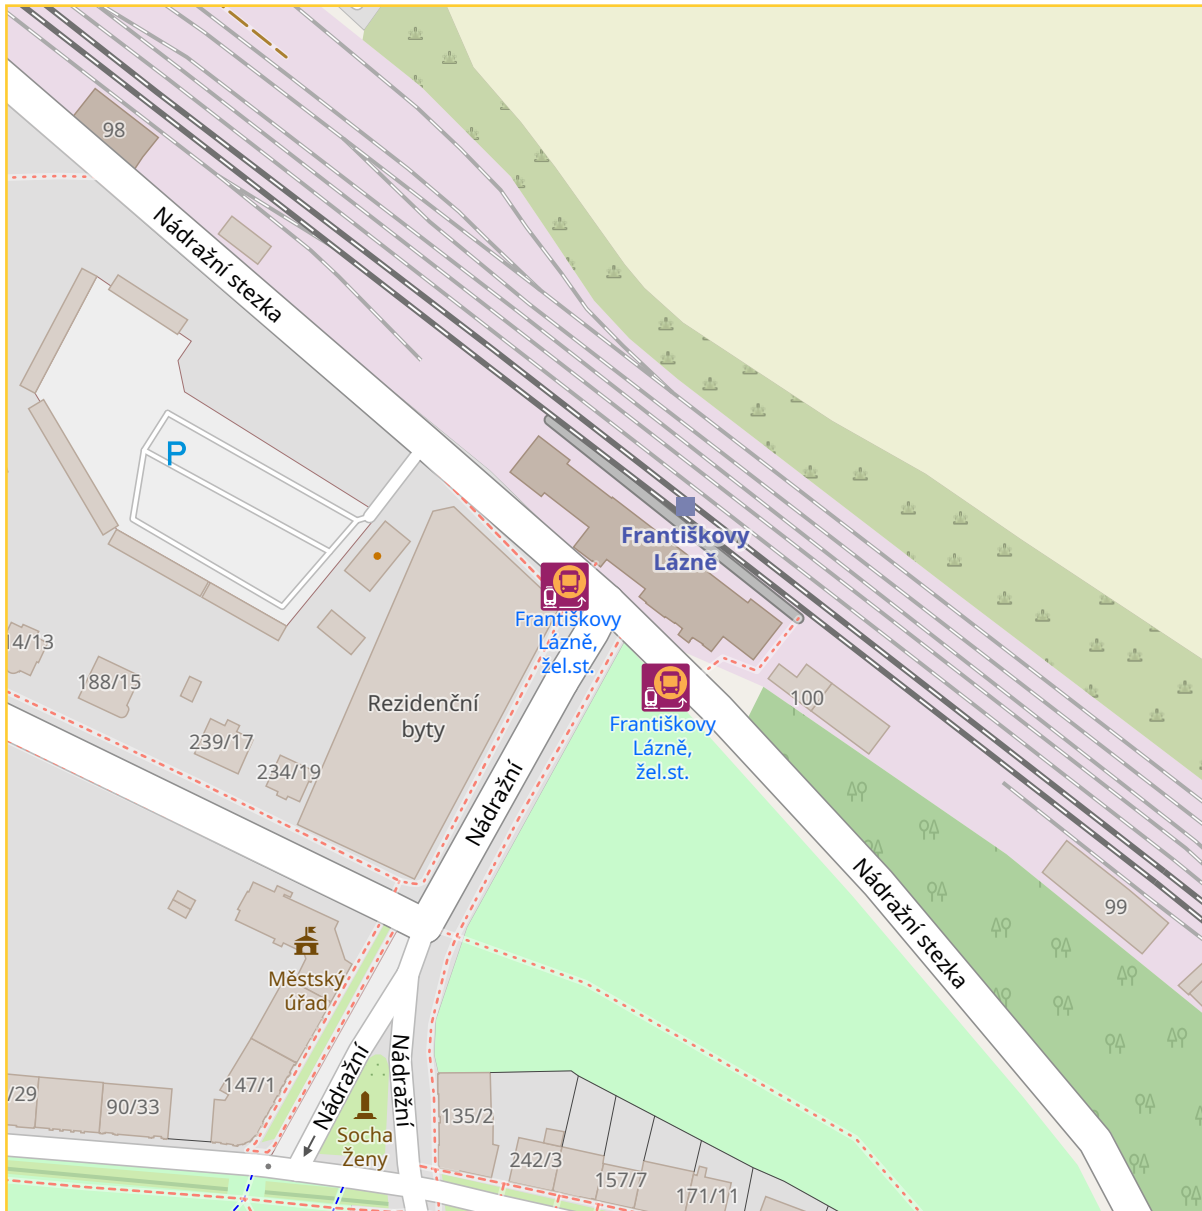 98
Nádražní stezka
P
Františkovy
Lázně
Františkovy
Lázně,
žel.st.
14/13
188/15
100
Rezidenční
byty
Františkovy
Lázně,
žel.st.
239/17
234/19
Nádražní
Nádražní stezka
99
Městský
úřad
Nádražní
Nádražní
147/1
/29
90/33
135/2
Socha
Ženy
242/3
157/7
171/11